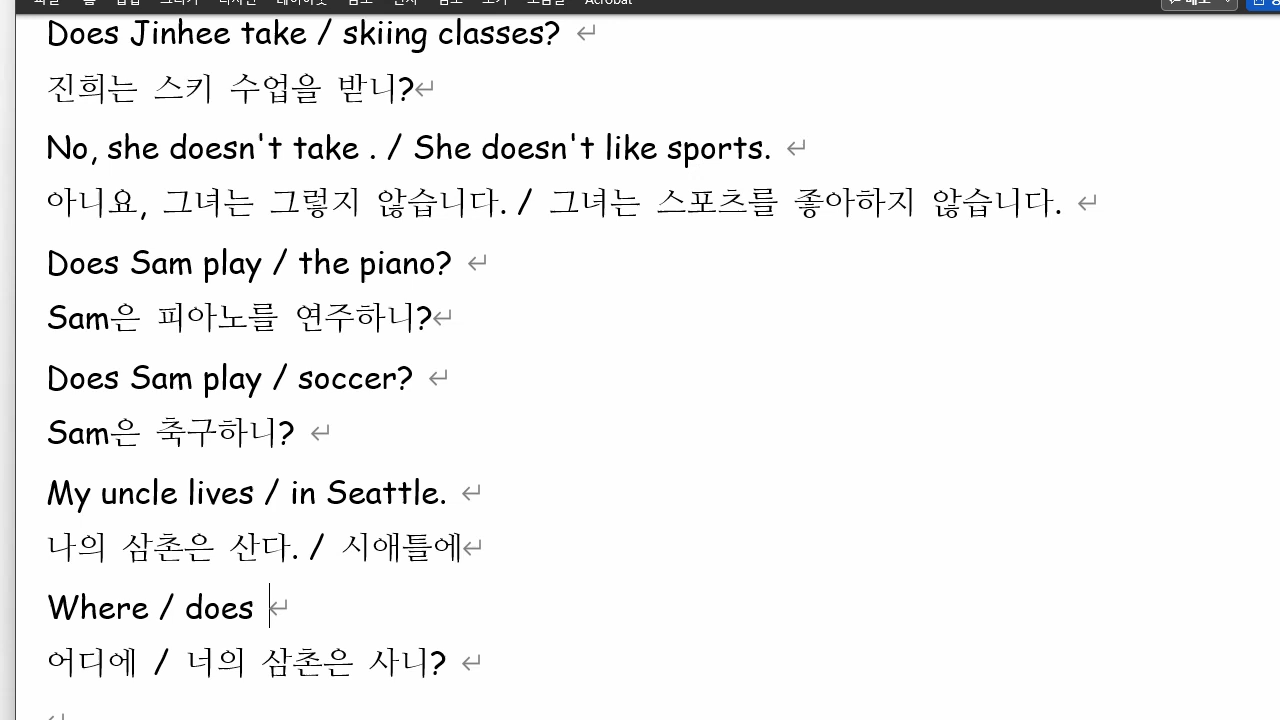 Acrobat
Does Jinhee take / skiing classes?
진희는 스키 수업을 받니?
No, she doesn't take . / She doesn't like sports.
아니요, 그녀는 그렇지 않습니다. / 그녀는 스포츠를 좋아하지 않습니다.
Does Sam play / the piano?
Sam은 피아노를 연주하니?
Does Sam play / soccer?
Sam은 축구하니?
My uncle lives / in Seattle.
나의 삼촌은 산다. / 시애틀에
Where / does
어디에 / 너의 삼촌은 사니?